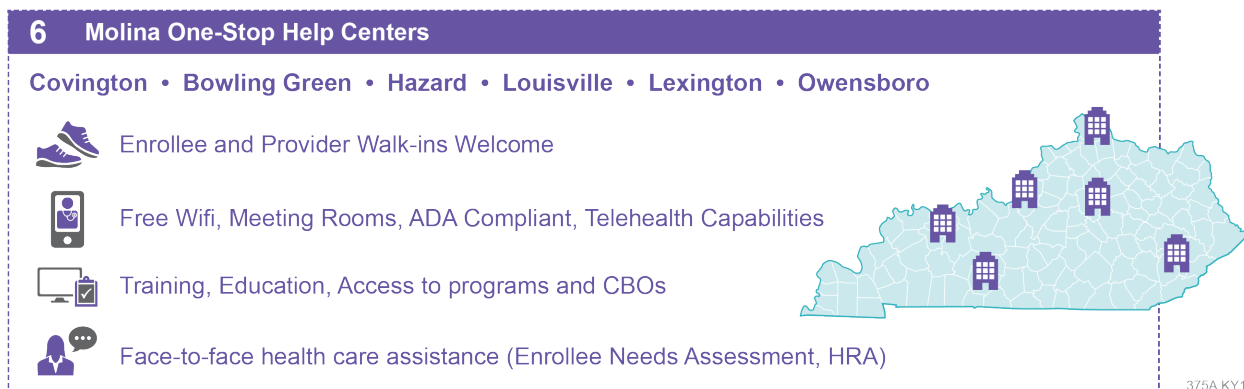 6 Molina One-Stop Help Centers
Covington • Bowling Green • Hazard • Louisville • Lexington • Owensboro
Enrollee and Provider Walk-ins Welcome
Free Wifi, Meeting Rooms, ADA Compliant, Telehealth Capabilities
Training, Education, Access to programs and CBOs
Face-to-face health care assistance (Enrollee Needs Assessment, HRA)